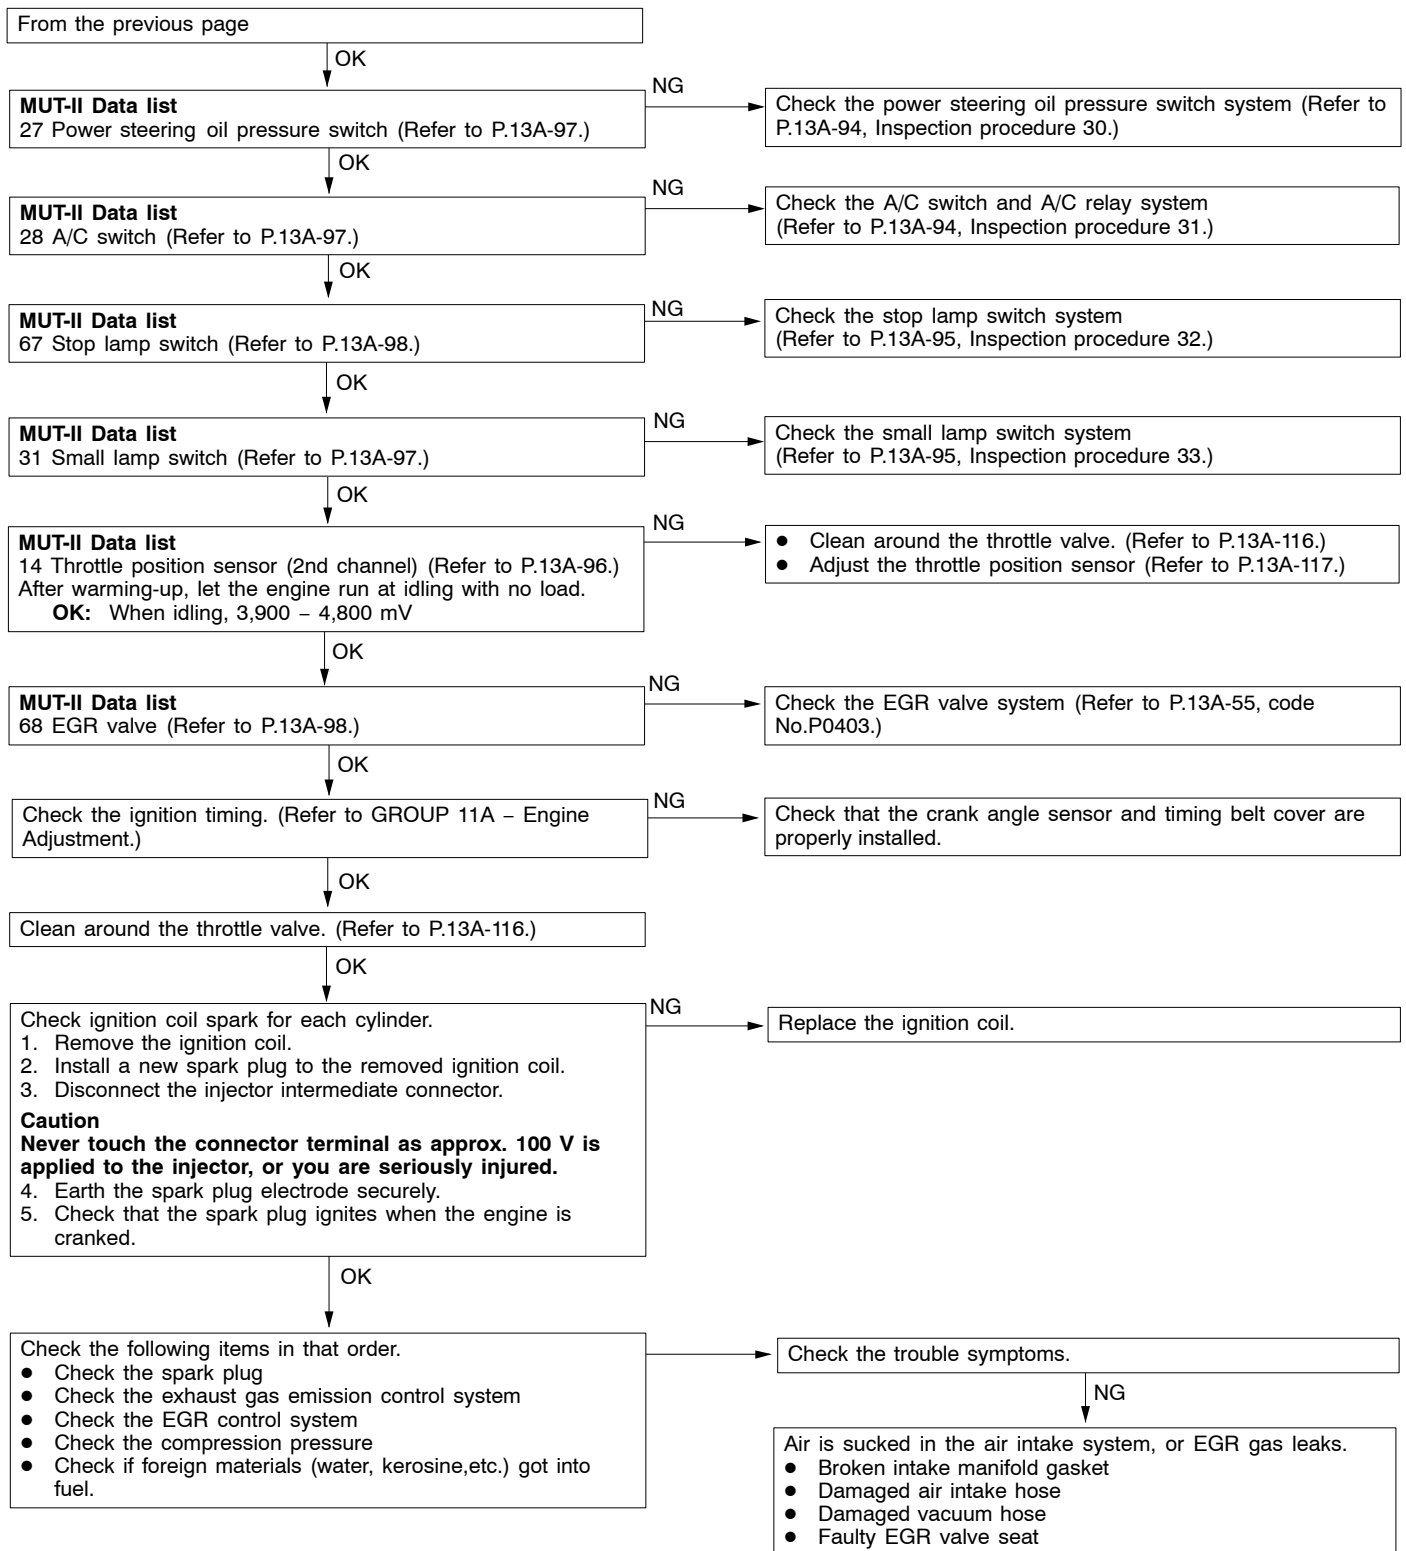 From the previous page
OK
MUT-II Data list
27 Power steering oil pressure switch (Refer to P.13A-97.)
NG
Check the power steering oil pressure switch system (Refer to
P.13A-94, Inspection procedure 30.)
OK
MUT-II Data list
28 A/C switch (Refer to P.13A-97.)
NG
Check the A/C switch and A/C relay system
(Refer to P.13A-94, Inspection procedure 31.)
OK
MUT-II Data list
67 Stop lamp switch (Refer to P.13A-98.)
NG
Check the stop lamp switch system
(Refer to P.13A-95, Inspection procedure 32.)
OK
MUT-II Data list
31 Small lamp switch (Refer to P.13A-97.)
NG
Check the small lamp switch system
(Refer to P.13A-95, Inspection procedure 33.)
OK
MUT-II Data list
14 Throttle position sensor (2nd channel) (Refer to P.13A-96.)
After warming-up, let the engine run at idling with no load.
OK: When idling, 3,900 – 4,800 mV
NG
● Clean around the throttle valve. (Refer to P.13A-116.)
● Adjust the throttle position sensor (Refer to P.13A-117.)
OK
MUT-II Data list
68 EGR valve (Refer to P.13A-98.)
NG
Check the EGR valve system (Refer to P.13A-55, code
No.P0403.)
OK
Check the ignition timing. (Refer to GROUP 11A – Engine
Adjustment.)
NG
Check that the crank angle sensor and timing belt cover are
properly installed.
OK
Clean around the throttle valve. (Refer to P.13A-116.)
OK
Check ignition coil spark for each cylinder.
1. Remove the ignition coil.
2. Install a new spark plug to the removed ignition coil.
3. Disconnect the injector intermediate connector.
Caution
Never touch the connector terminal as approx. 100 V is
applied to the injector, or you are seriously injured.
4. Earth the spark plug electrode securely.
5. Check that the spark plug ignites when the engine is
cranked.
NG
Replace the ignition coil.
OK
Check the following items in that order.
● Check the spark plug
● Check the exhaust gas emission control system
● Check the EGR control system
● Check the compression pressure
● Check if foreign materials (water, kerosine,etc.) got into
fuel.
Check the trouble symptoms.
NG
Air is sucked in the air intake system, or EGR gas leaks.
● Broken intake manifold gasket
● Damaged air intake hose
● Damaged vacuum hose
● Faulty EGR valve seat